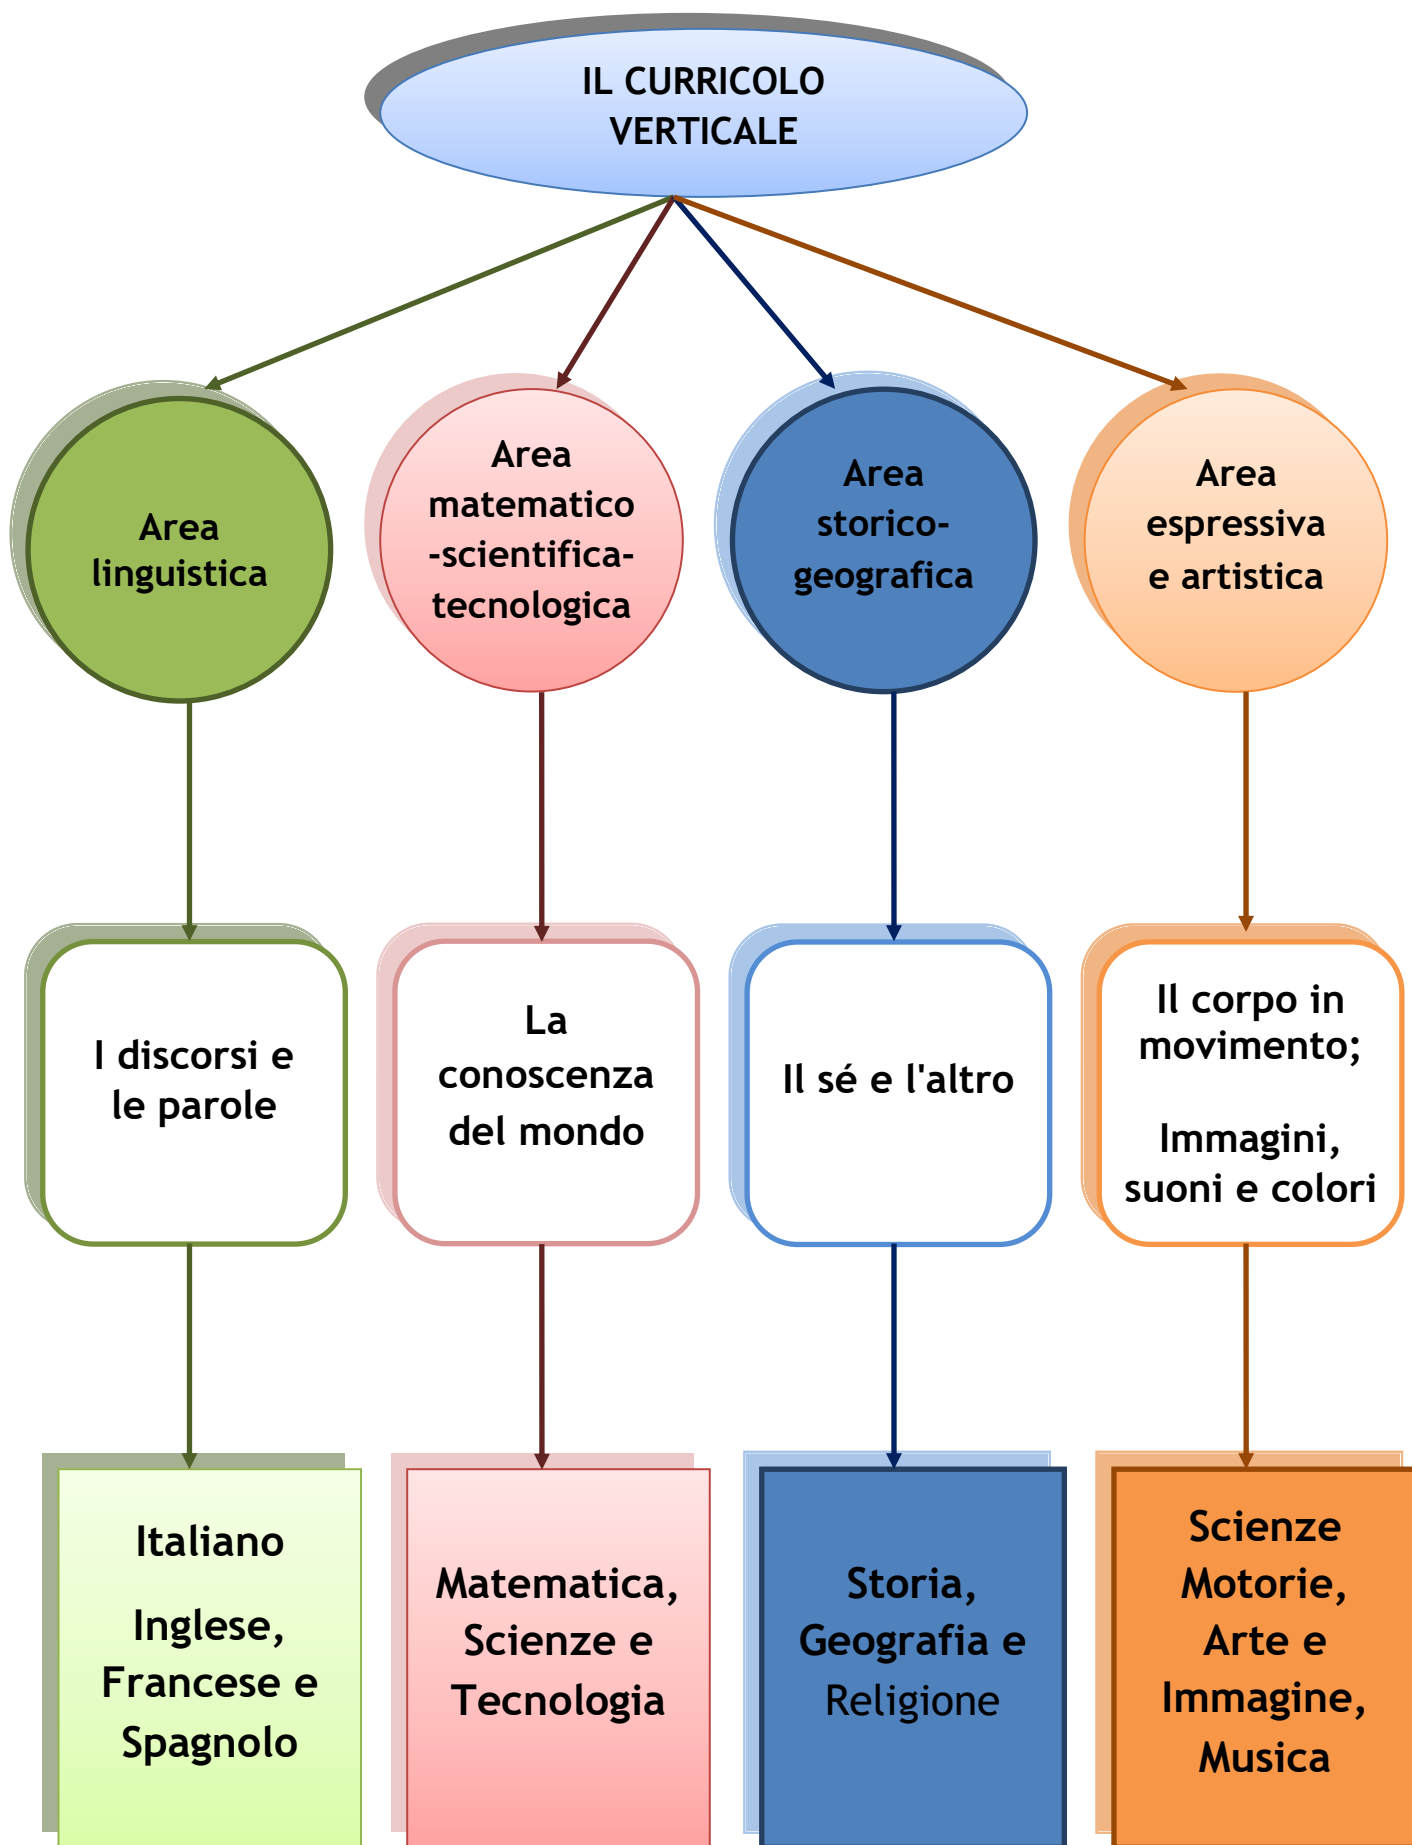 IL CURRICOLO
VERTICALE
Area
linguistica
Area
matematico
-scientifica-
tecnologica
Area
storico-
geografica
Area
espressiva
e artistica
I discorsi e
le parole
La
conoscenza
del mondo
Il sé e l'altro
Il corpo in
movimento;
Immagini,
suoni e colori
Italiano
Inglese,
Francese e
Spagnolo
Matematica,
Scienze e
Tecnologia
Storia,
Geografia e
Religione
Scienze
Motorie,
Arte e
Immagine,
Musica